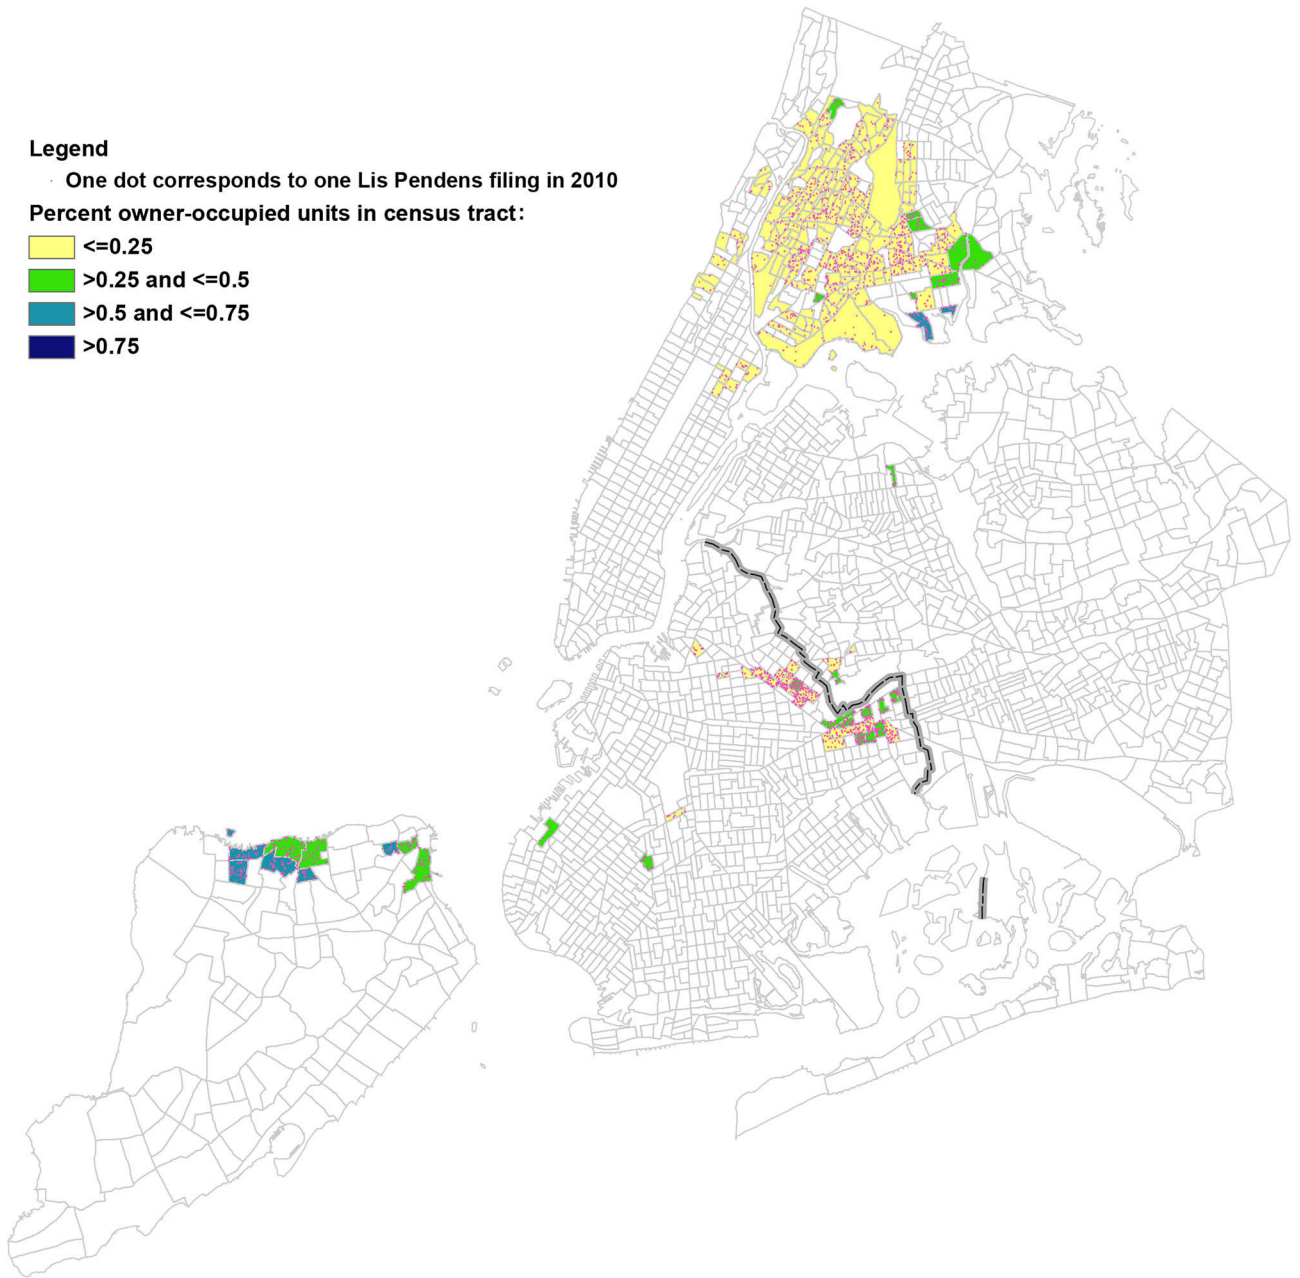 Legend
One dot corresponds to one Lis Pendens filing in 2010
Percent owner-occupied units in census tract:
<=0.25
>0.25 and <=0.5
>0.5 and <=0.75
>0.75